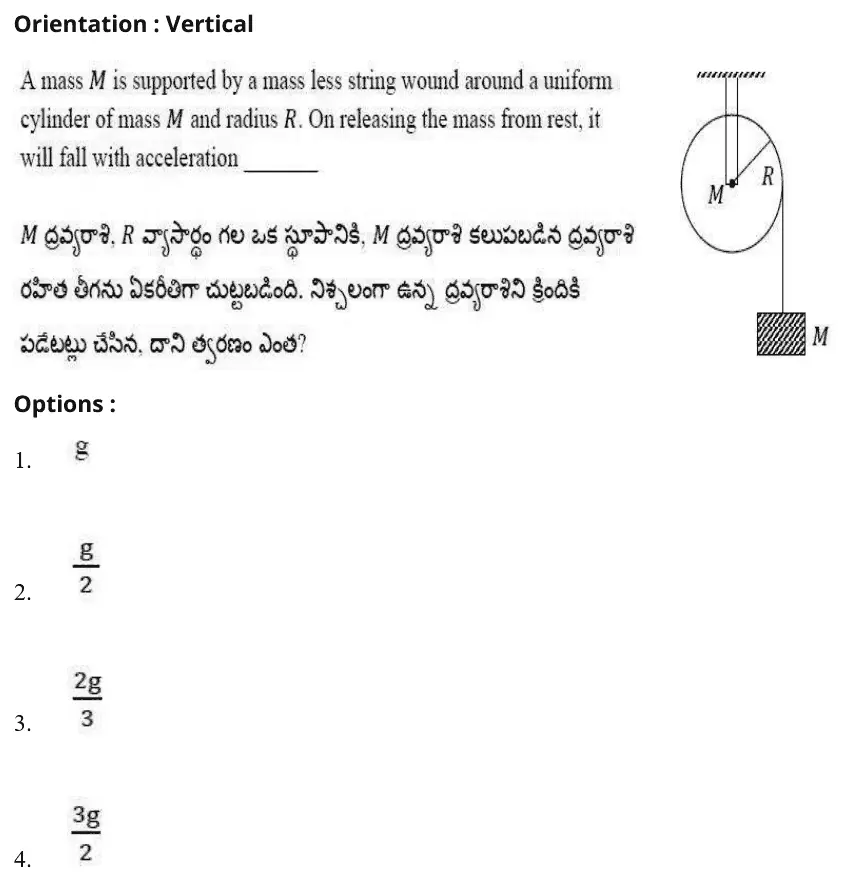 Orientation : Vertical
A mass M is supported by a mass less string wound around a uniform
cylinder of mass M and radius R. On releasing the mass from rest, it
will fall with acceleration ______
M ద్రవ్యరాశి, R వ్యాసార్థం గల ఒక స్థూపానికి, M ద్రవ్యరాశి కలుపబడిన ద్రవ్యరాశి
రహిత తీగను ఏకరీతిగా చుట్టబడింది. నిశ్చలంగా ఉన్న ద్రవ్యరాశిని క్రిందికి
పడేటట్లు చేసిన, దాని త్వరణం ఎంత?
R
M
M
Options :
1. g
2. g/2
3. 2g/3
4. 3g/2